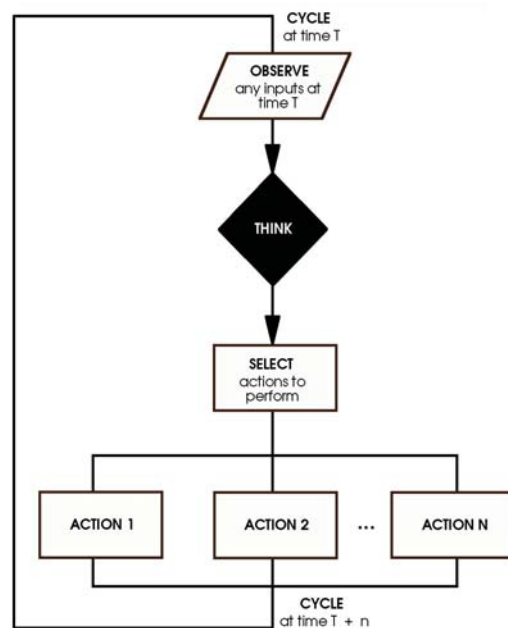 CYCLE
at time T
OBSERVE
any inputs at
time T
THINK
SELECT
actions to
perform
ACTION 1
ACTION 2
...
ACTION N
CYCLE
at time T + n